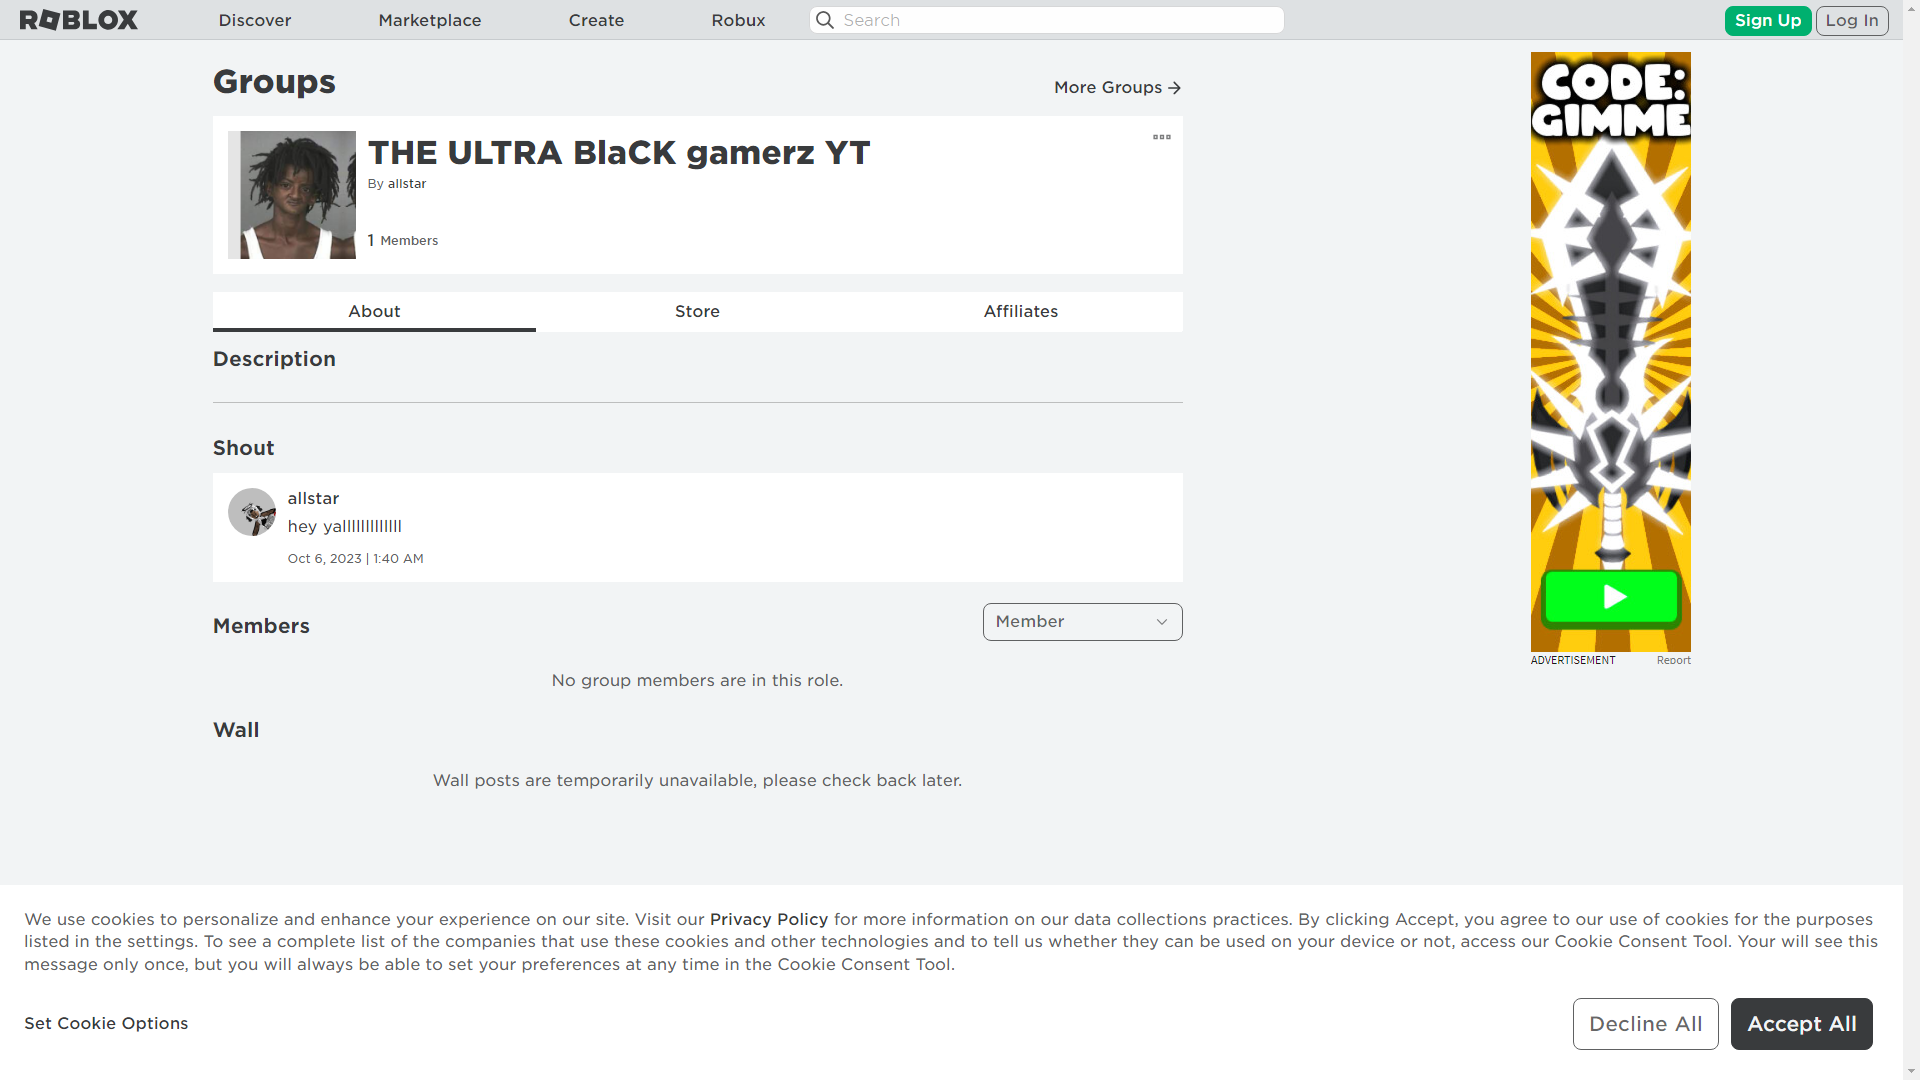 ROBLOX
Discover
Marketplace
Create
Robux
Search
Sign Up
Log In
Groups
More Groups
THE ULTRA BlaCK gamerz YT
By allstar
1 Members
About
Store
Affiliates
Description
Shout
allstar
hey yallllllllllllll
Oct 6, 2023 | 1:40 AM
Members
Member
No group members are in this role.
Wall
Wall posts are temporarily unavailable, please check back later.
CODE:
GIMME
ADVERTISEMENT
Report
We use cookies to personalize and enhance your experience on our site. Visit our Privacy Policy for more information on our data collections practices. By clicking Accept, you agree to our use of cookies for the purposes
listed in the settings. To see a complete list of the companies that use these cookies and other technologies and to tell us whether they can be used on your device or not, access our Cookie Consent Tool. Your will see this
message only once, but you will always be able to set your preferences at any time in the Cookie Consent Tool.
Set Cookie Options
Decline All
Accept All